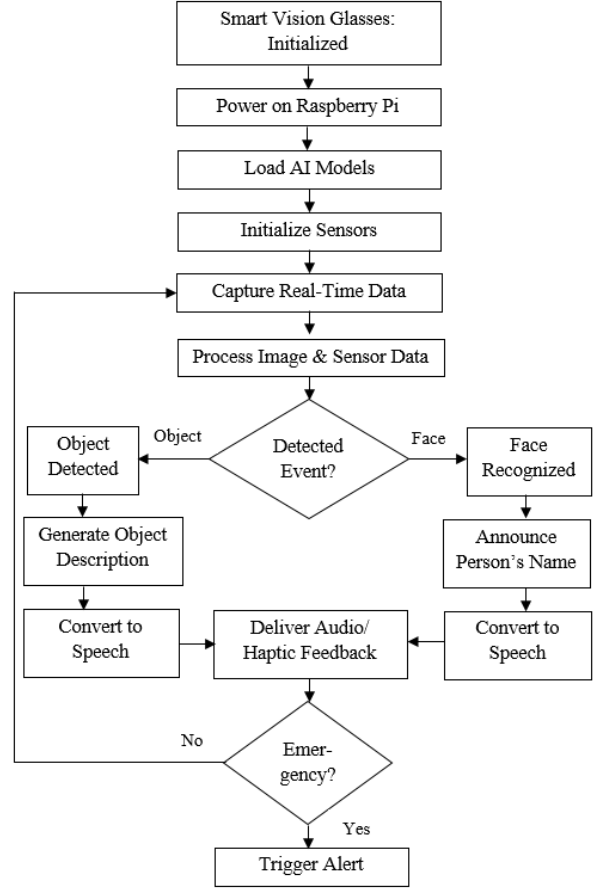 Smart Vision Glasses:
Initialized
Power on Raspberry Pi
Load AI Models
Initialize Sensors
Capture Real-Time Data
Process Image & Sensor Data
Detected
Event?
Object
Face
Object
Detected
Face
Recognized
Generate Object
Description
Announce
Person's Name
Convert to
Speech
Deliver Audio/
Haptic Feedback
Convert to
Speech
Emer-
gency?
No
Yes
Trigger Alert